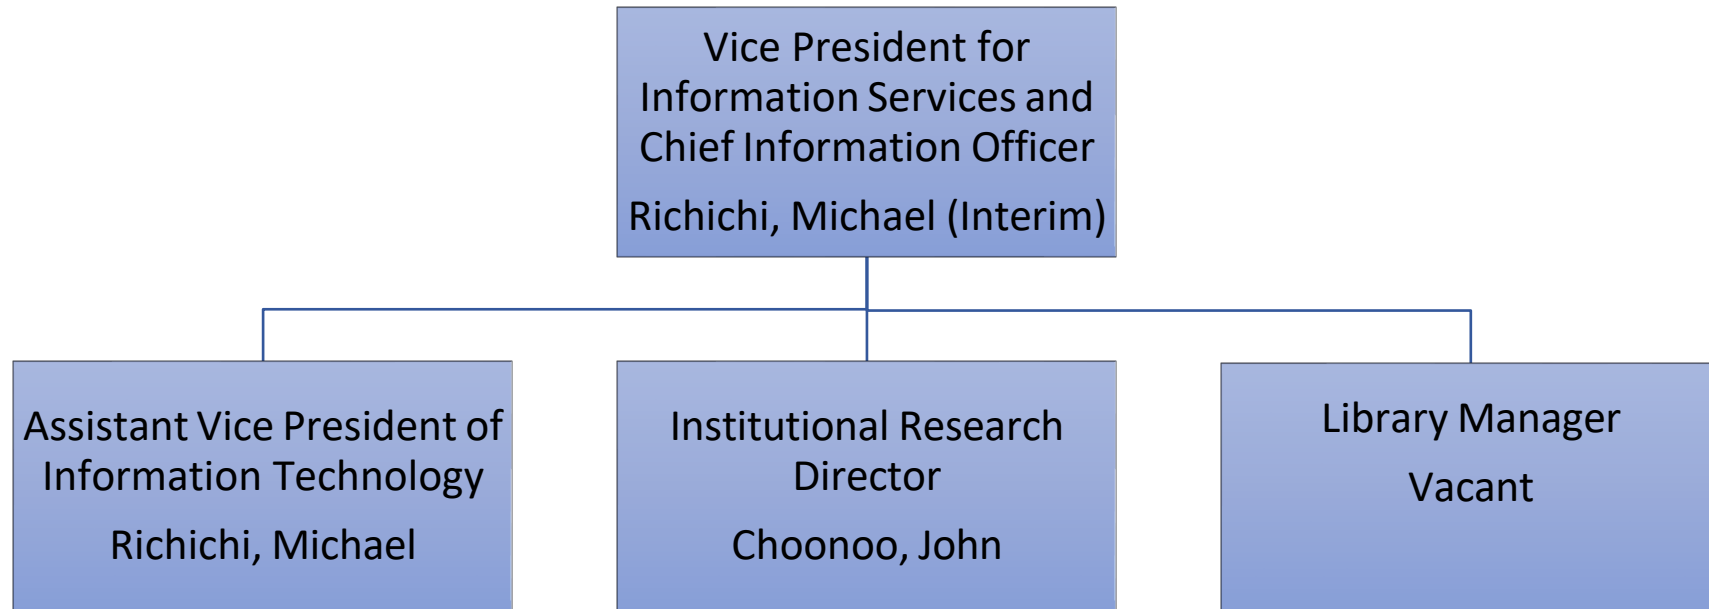 Vice President for
Information Services and
Chief Information Officer
Richichi, Michael (Interim)
Assistant Vice President of
Information Technology
Richichi, Michael
Institutional Research
Director
Choonoo, John
Library Manager
Vacant